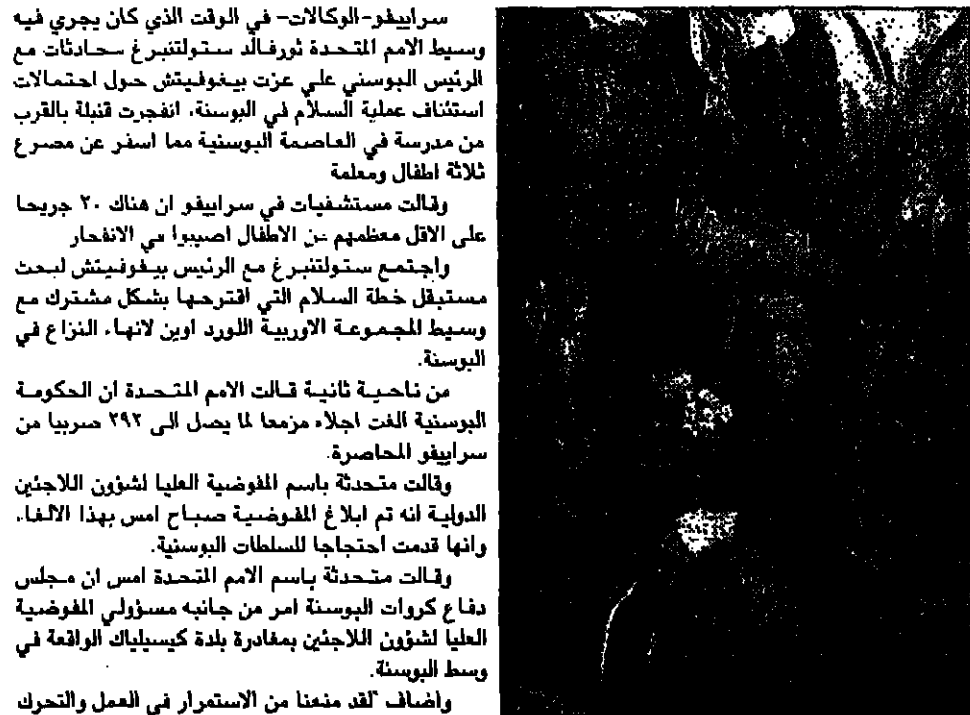 سراييفو-الوكالات- في الوقت الذي كان يجري فيه
وسيط الامم المتحدة ثورفالد ستولتنبرغ محادثات مع
الرئيس البوسني علي عزت بيغوفيتش حول احتمالات
استئناف عملية السلام في البوسنة، انفجرت قنبلة بالقرب
من مدرسة في العاصمة البوسنية مما اسفر عن مصرع
ثلاثة اطفال ومعلمة
وقالت مستشفيات في سراييفو ان هناك ٢٠ جريحا
على الاقل معظمهم من الاطفال اصيبوا في الانفجار
واجتمع ستولتنبرغ مع الرئيس بيغوفيتش لبحث
مستقبل خطة السلام التي اقترحها بشكل مشترك مع
وسيط المجموعة الاوربية اللورد اوين لانهاء النزاع في
البوسنة.
من ناحية ثانية قالت الامم المتحدة ان الحكومة
البوسنية الغت اجلاء مزمعا لما يصل الى ٢٩٢ صربيا من
سراييفو المحاصرة.
وقالت متحدثة باسم المفوضية العليا لشؤون اللاجئين
الدولية انه تم ابلاغ المفوضية صباح امس بهذا الالغاء،
وانها قدمت احتجاجا للسلطات البوسنية.
وقالت متحدثة باسم الامم المتحدة امس ان مجلس
دفاع كروات البوسنة امر من جانبه مسؤولي المفوضية
العليا لشؤون اللاجئين بمغادرة بلدة كيسيلياك الواقعة في
وسط البوسنة.
واضاف "لقد منعنا من الاستمرار في العمل والتحرك